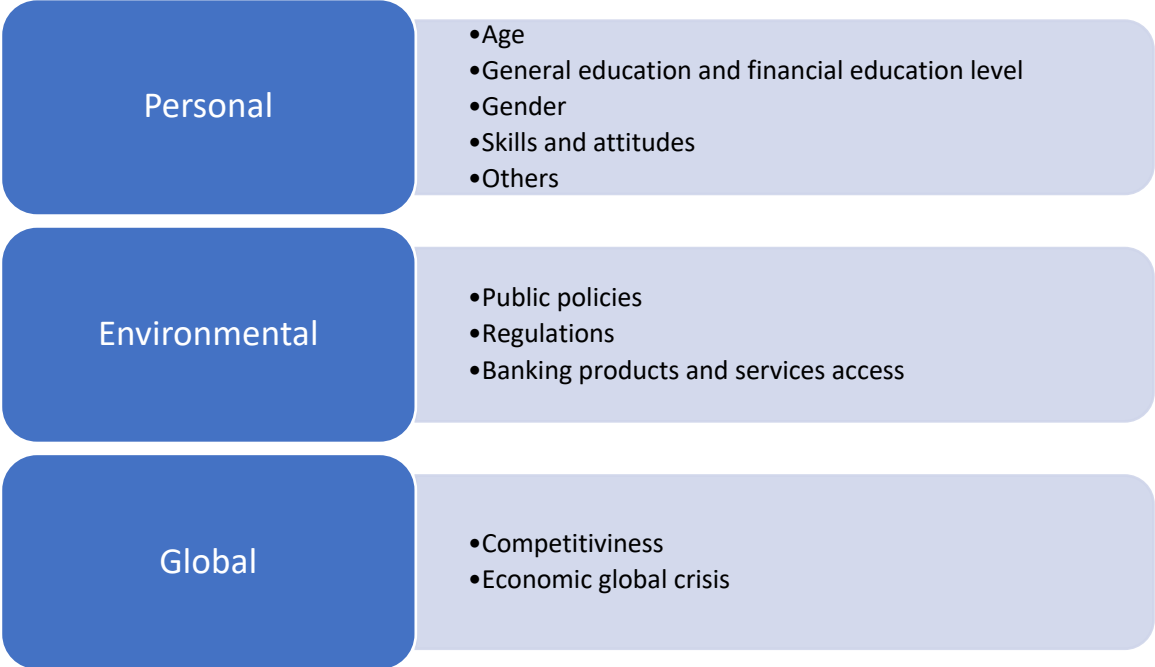 Personal
•Age
•General education and financial education level
•Gender
•Skills and attitudes
•Others
Environmental
•Public policies
•Regulations
•Banking products and services access
Global
•Competitiviness
•Economic global crisis